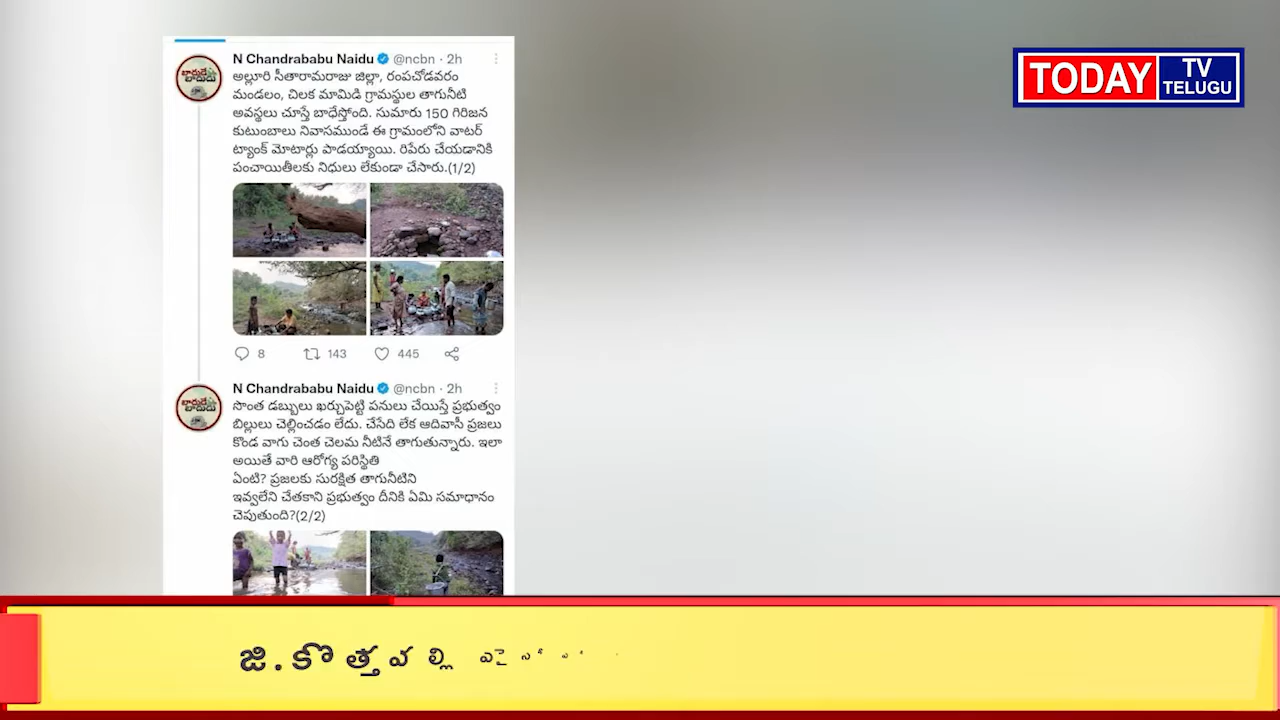 N Chandrababu Naidu @ncbn · 2h
అల్లూరి సీతారామరాజు జిల్లా, రంపచోడవరం
మండలం, చిలక మామిడి గ్రామస్థుల తాగునీటి
అవస్థలు చూస్తే బాధేస్తోంది. సుమారు 150 గిరిజన
కుటుంబాలు నివాసముండే ఈ గ్రామంలోని వాటర్
ట్యాంక్ మోటార్లు పాడయ్యాయి. రిపేరు చేయడానికి
పంచాయితీలకు నిధులు లేకుండా చేసారు.(1/2)
8 143 445
N Chandrababu Naidu @ncbn · 2h
సొంత డబ్బులు ఖర్చుపెట్టి పనులు చేయిస్తే ప్రభుత్వం
బిల్లులు చెల్లించడం లేదు. చేసేది లేక ఆదివాసీ ప్రజలు
కొండ వాగు చెంత చెలమ నీటినే తాగుతున్నారు. ఇలా
అయితే వారి ఆరోగ్య పరిస్థితి
ఏంటి? ప్రజలకు సురక్షిత తాగునీటిని
ఇవ్వలేని చేతకాని ప్రభుత్వం దీనికి ఏమి సమాధానం
చెపుతుంది?(2/2)
TODAY TV TELUGU
జి.కొత్తవల్లి